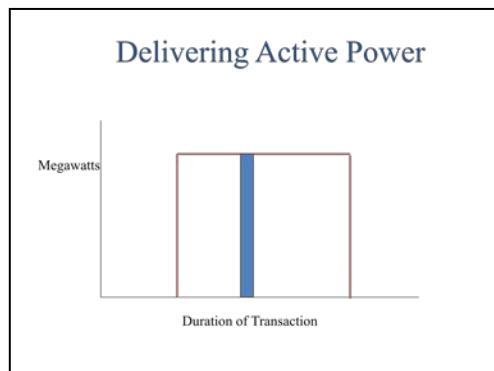 Delivering Active Power
Megawatts
Duration of Transaction